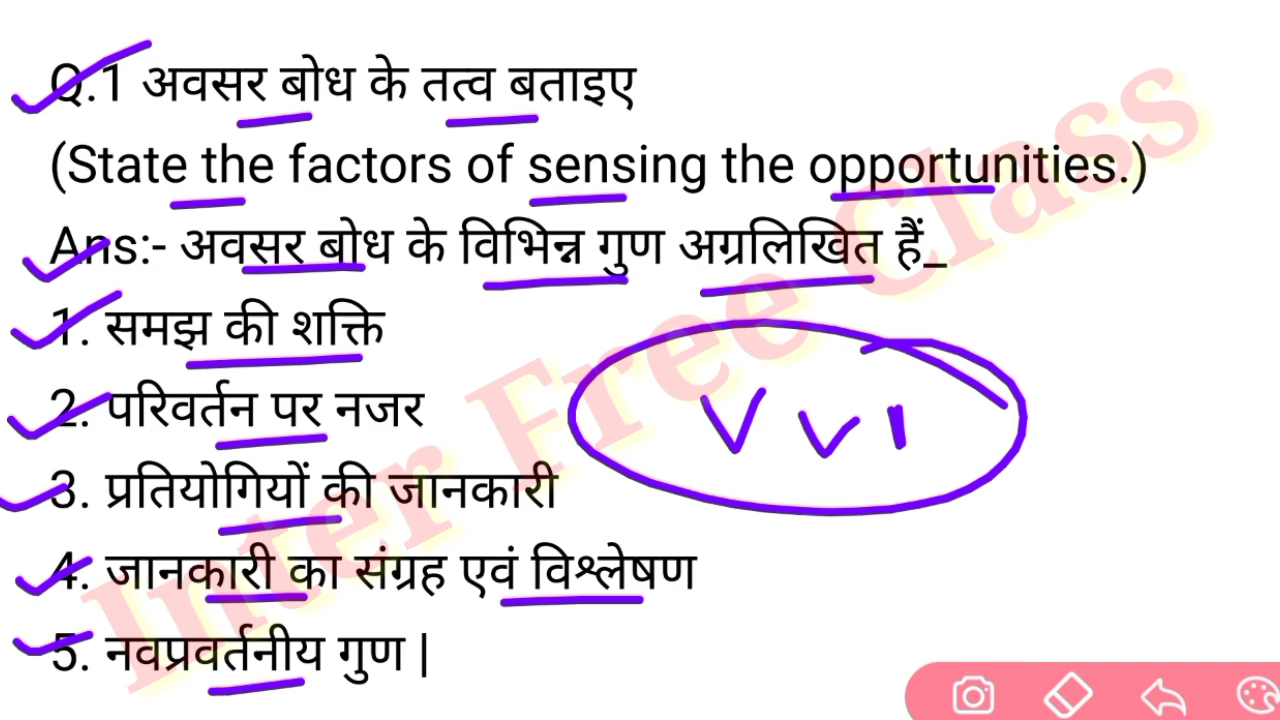 Q.1 अवसर बोध के तत्व बताइए
(State the factors of sensing the opportunities.)
Ans:- अवसर बोध के विभिन्न गुण अग्रलिखित हैं_
1. समझ की शक्ति
2. परिवर्तन पर नजर
V V I
3. प्रतियोगियों की जानकारी
4. जानकारी का संग्रह एवं विश्लेषण
5. नवप्रवर्तनीय गुण |
Inter Free Class